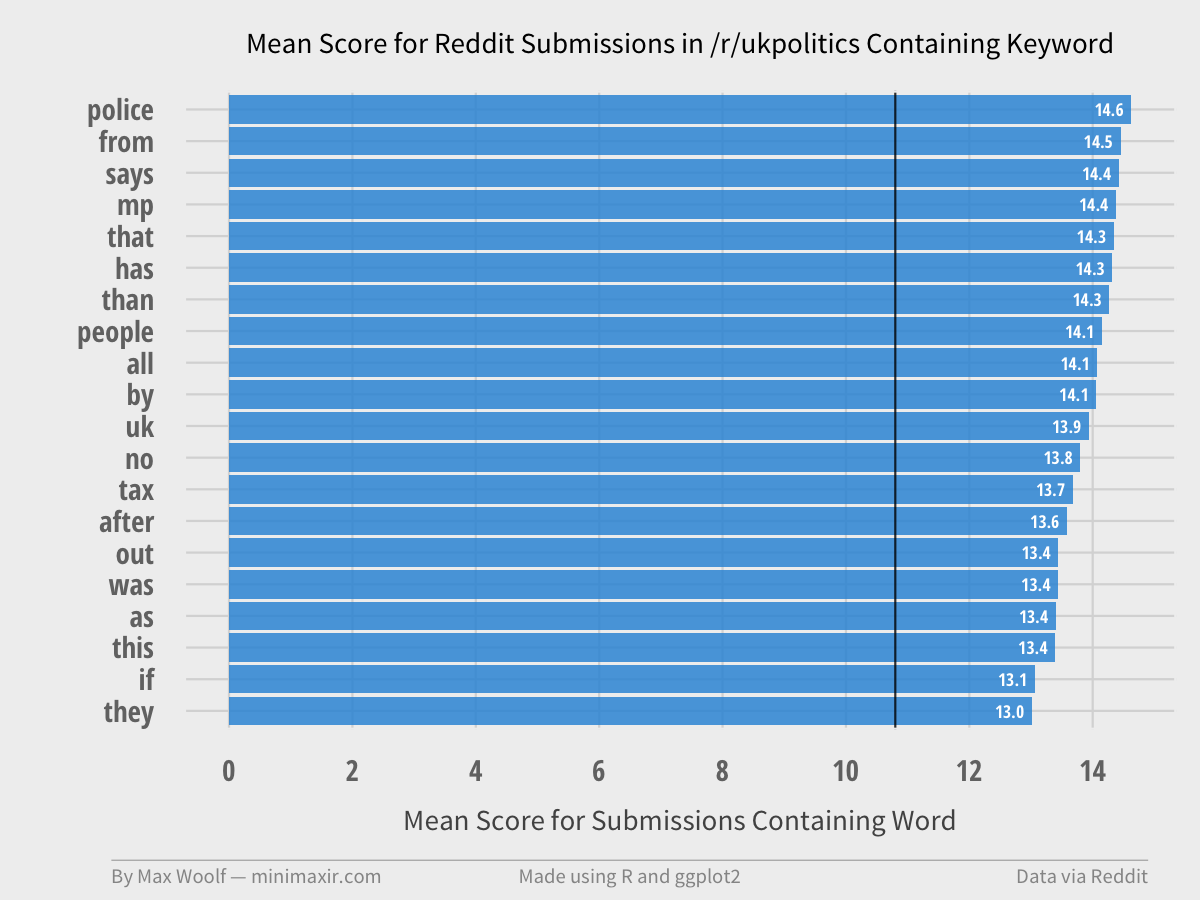 Mean Score for Reddit Submissions in /r/ukpolitics Containing Keyword
police 14.6
from 14.5
says 14.4
mp 14.4
that 14.3
has 14.3
than 14.3
people 14.1
all 14.1
by 14.1
uk 13.9
no 13.8
tax 13.7
after 13.6
out 13.4
was 13.4
as 13.4
this 13.4
if 13.1
they 13.0
0 2 4 6 8 10 12 14
Mean Score for Submissions Containing Word
By Max Woolf — minimaxir.com Made using R and ggplot2 Data via Reddit